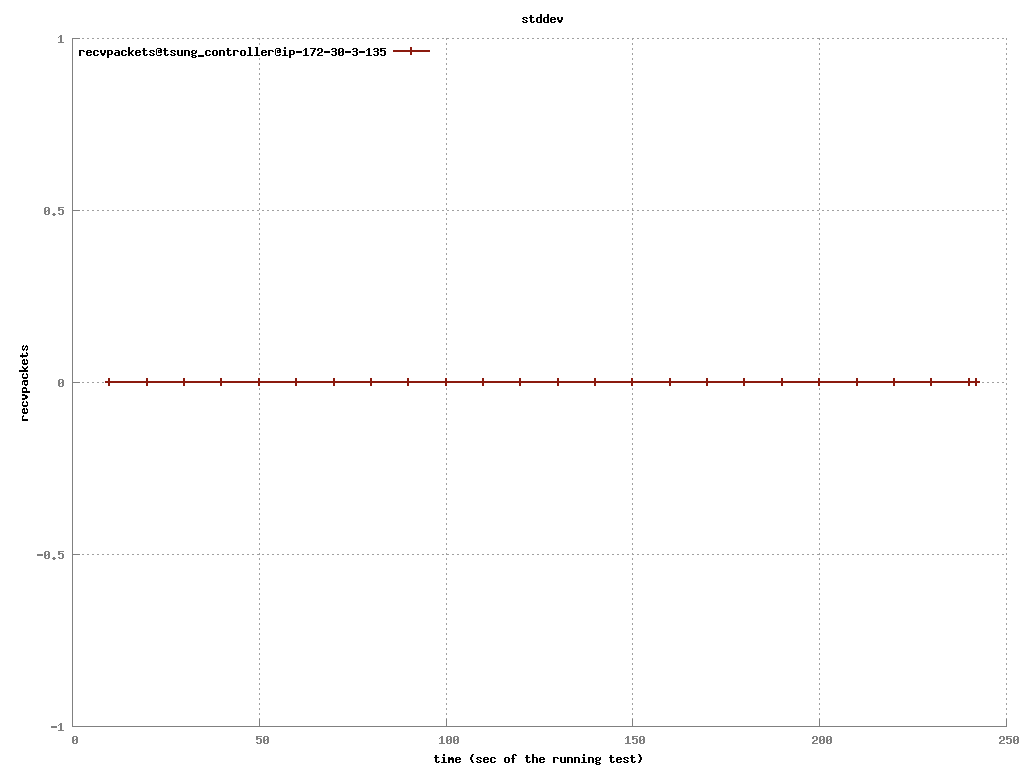 stddev
recvpackets@tsung_controller@ip-172-30-3-135
1
0.5
0
-0.5
-1
recvpackets
0 50 100 150 200 250
time (sec of the running test)